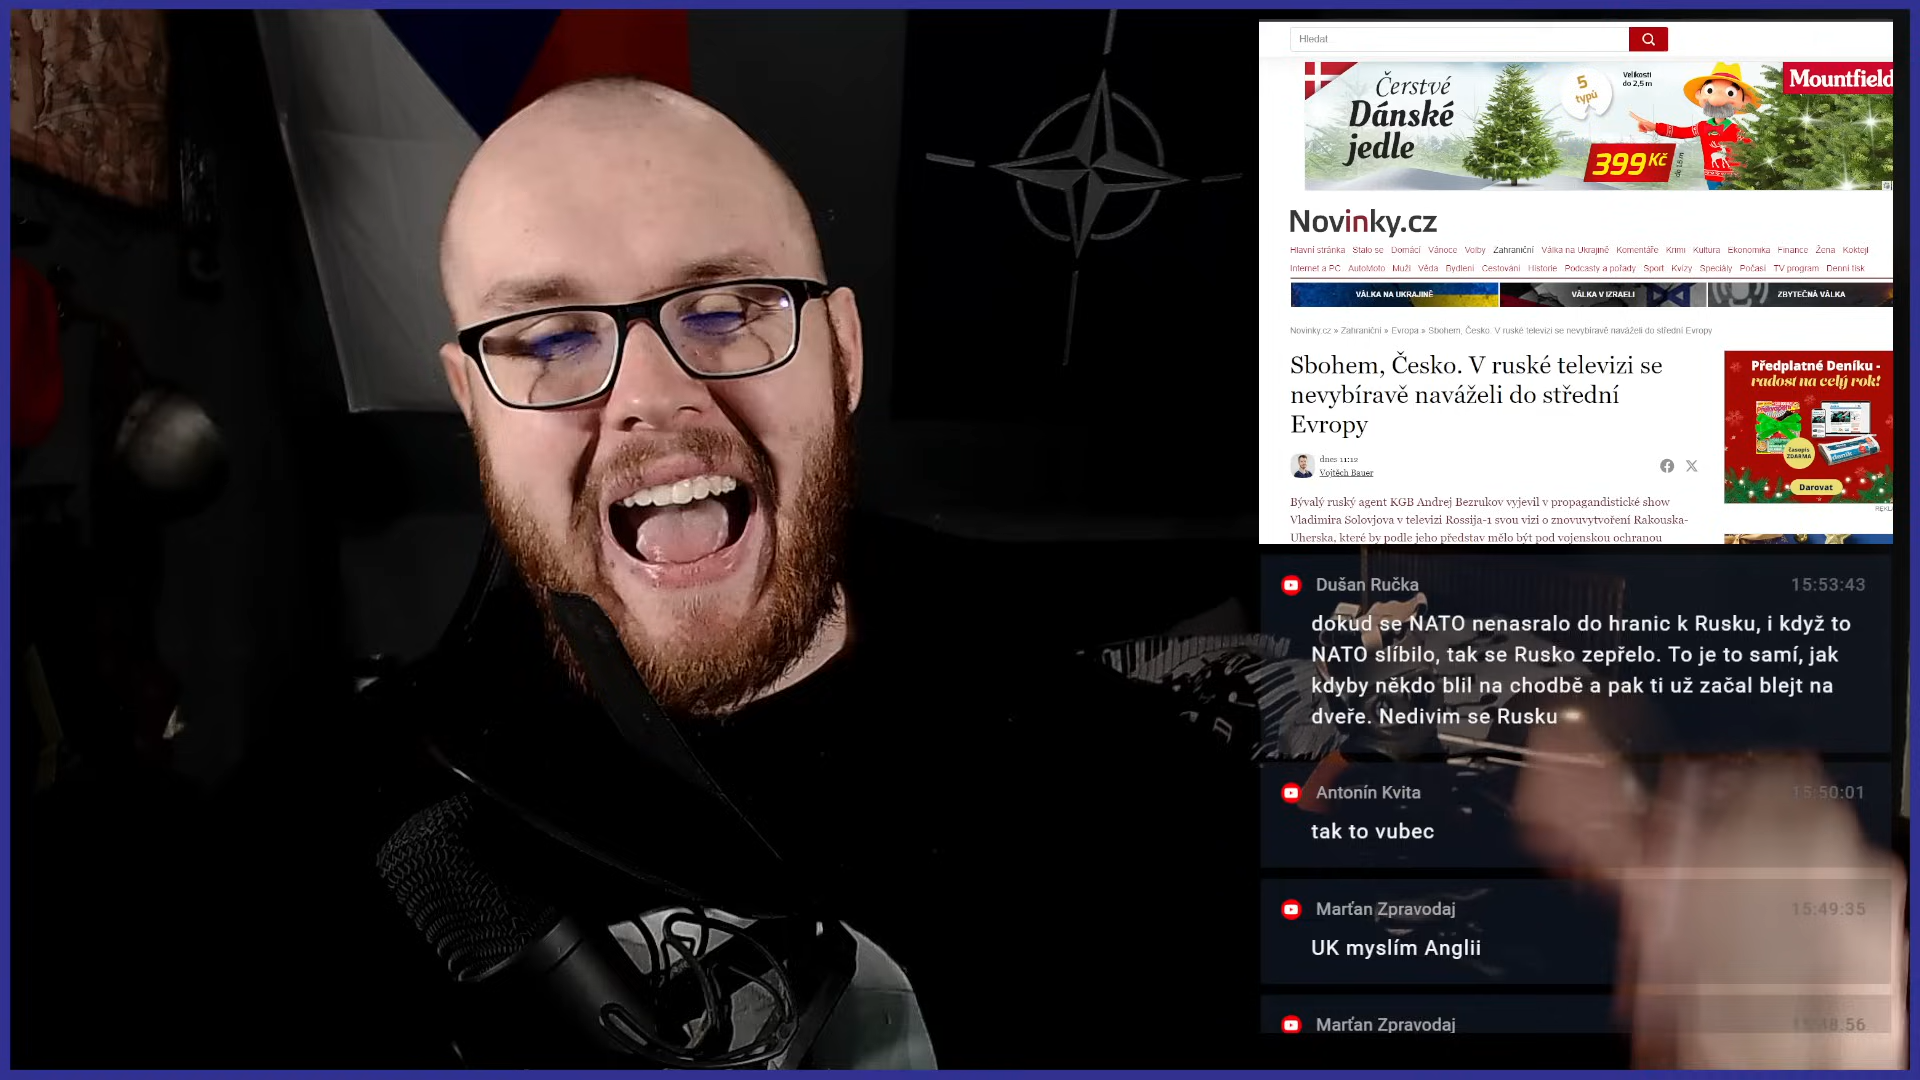 Hledat
Čerstvé
Dánské
jedle
5
typů
Velikosti
do 2,5 m
399 Kč
Mountfield
Novinky.cz
Hlavní stránka Stalo se Domácí Vánoce Volby Zahraniční Válka na Ukrajině Komentáře Krimi Kultura Ekonomika Finance Žena Koktejl
Internet a PC AutoMoto Muži Věda Bydlení Cestování Historie Podcasty a pořady Sport Kvízy Speciály Počasí TV program Denní tisk
VÁLKA NA UKRAJINĚ
VÁLKA V IZRAELI
ZBYTEČNÁ VÁLKA
Novinky.cz » Zahraniční » Evropa » Sbohem, Česko. V ruské televizi se nevybíravě naváželi do střední Evropy
Sbohem, Česko. V ruské televizi se
nevybíravě naváželi do střední
Evropy
dnes 11:12
Vojtěch Bauer
Předplatné Deníku -
radost na celý rok!
časopis
ZDARMA
deník
Darovat
Bývalý ruský agent KGB Andrej Bezrukov vyjevil v propagandistické show
Vladimira Solovjova v televizi Rossija-1 svou vizi o znovuvytvoření Rakouska-
Uherska, které by podle jeho představ mělo být pod vojenskou ochranou
Dušan Ručka 15:53:43
dokud se NATO nenasralo do hranic k Rusku, i když to
NATO slíbilo, tak se Rusko zepřelo. To je to samí, jak
kdyby někdo blil na chodbě a pak ti už začal blejt na
dveře. Nedivim se Rusku
Antonín Kvita 15:50:01
tak to vubec
Marťan Zpravodaj 15:49:35
UK myslím Anglii
Marťan Zpravodaj 15:48:56